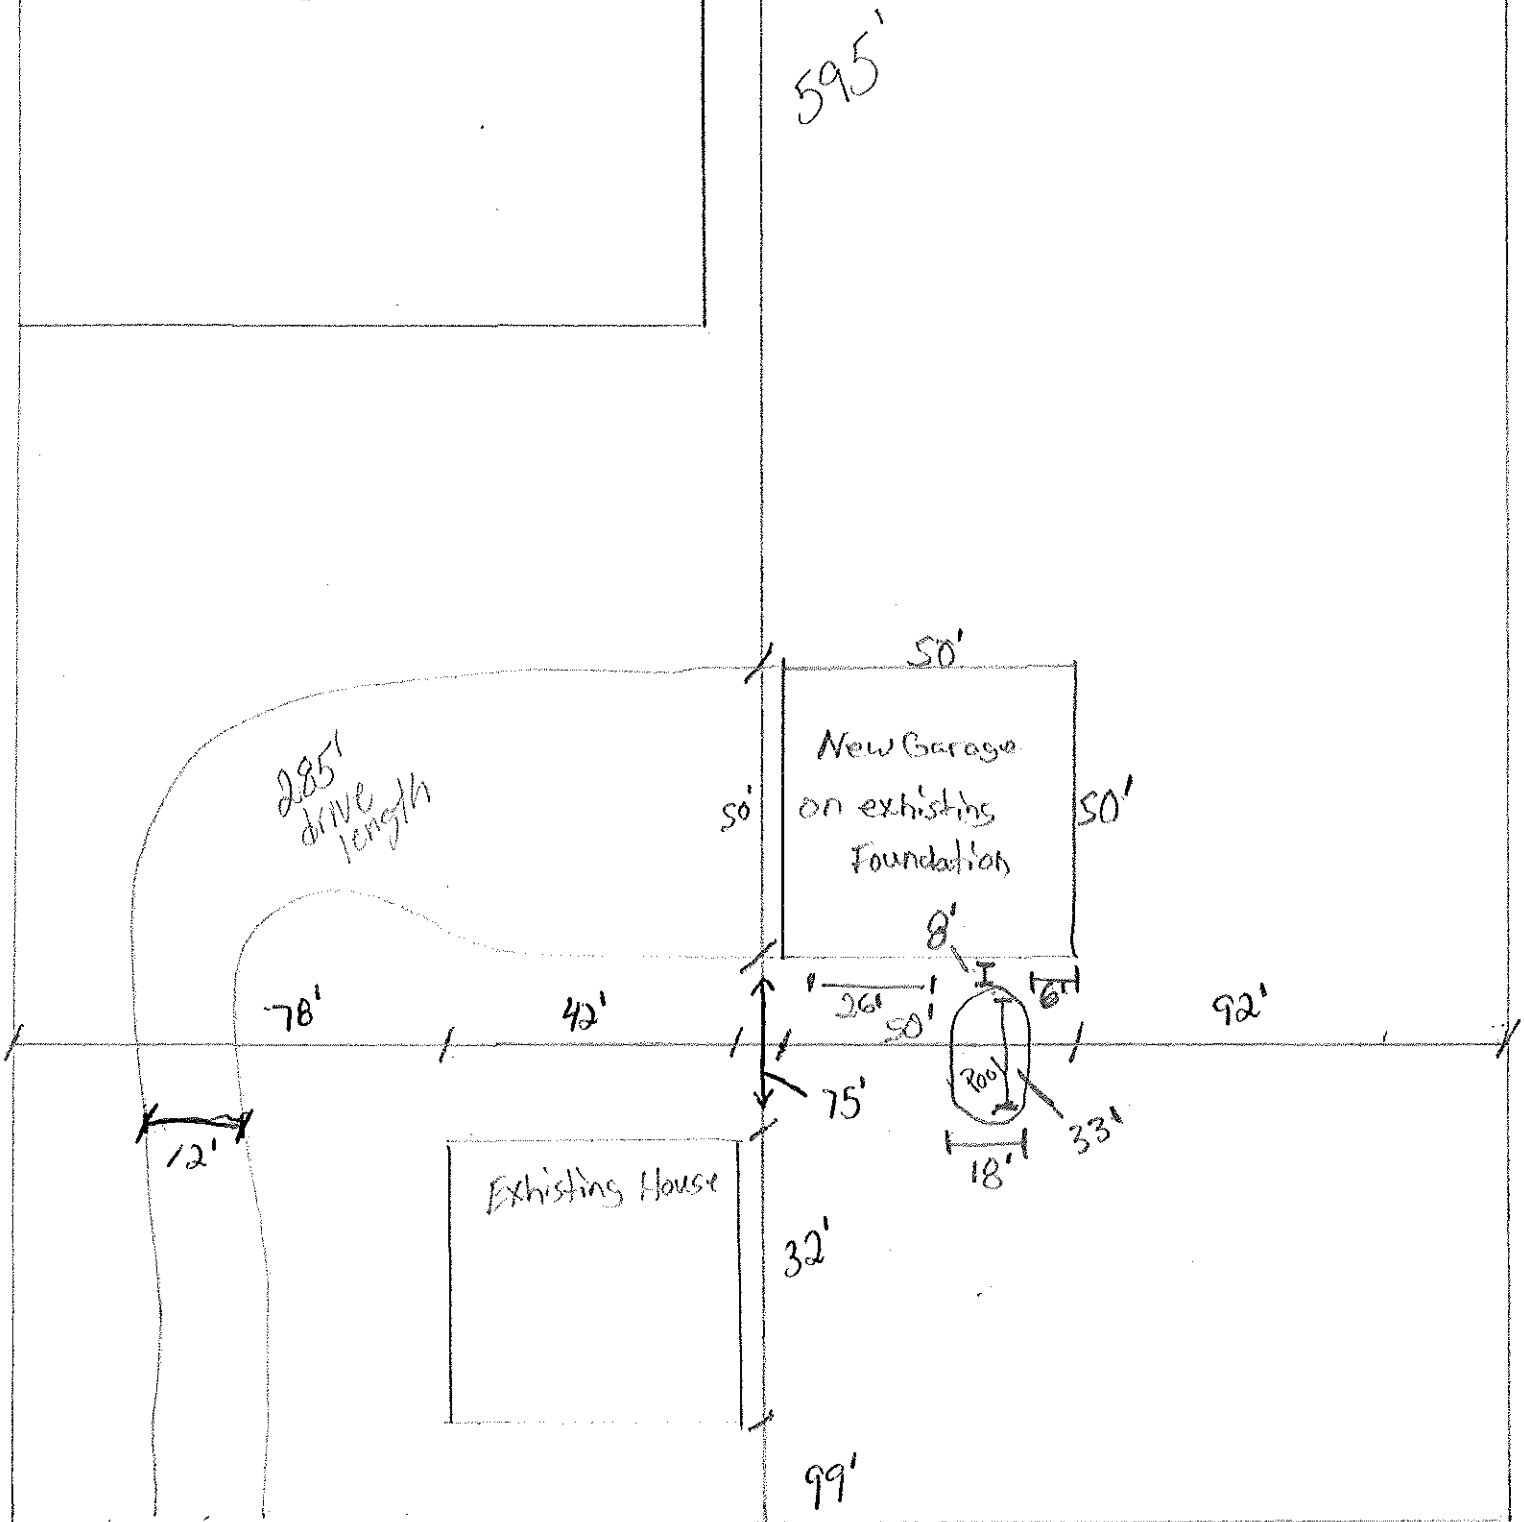 595'
50'
New Garage
on exhisting
Foundation
50'
50'
285'
drive
length
8'
26'
6'
50'
78'
42'
92'
75'
Pool
33'
12'
18'
Exhisting House
32'
99'